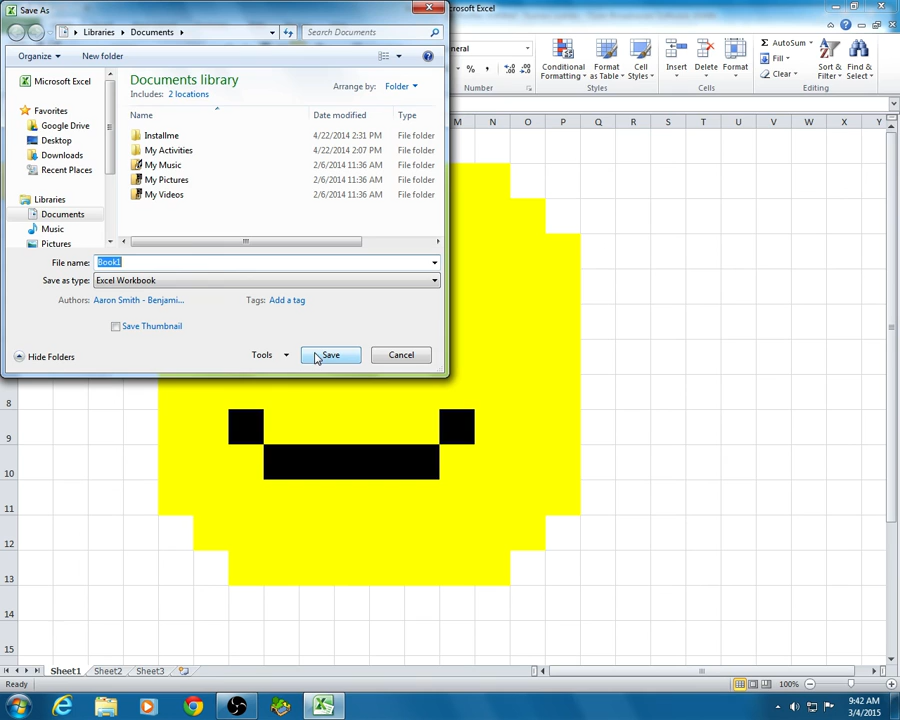 Save As
Microsoft Excel
Libraries
Documents
Search Documents
Organize
New folder
Microsoft Excel
Favorites
Google Drive
Desktop
Downloads
Recent Places
Libraries
Documents
Music
Pictures
Documents library
Includes: 2 locations
Arrange by: Folder
Name Date modified Type
Installme 4/22/2014 2:31 PM File folder
My Activities 4/22/2014 2:07 PM File folder
My Music 2/6/2014 11:36 AM File folder
My Pictures 2/6/2014 11:36 AM File folder
My Videos 2/6/2014 11:36 AM File folder
File name: Book1
Save as type: Excel Workbook
Authors: Aaron Smith - Benjami...
Tags: Add a tag
Save Thumbnail
Hide Folders
Tools
Save
Cancel
eneral
% , .0 .00 .00 .0
Number
Conditional Formatting
Format as Table
Cell Styles
Styles
Insert
Delete
Format
Cells
Σ AutoSum
Fill
Clear
Sort & Filter
Find & Select
Editing
M N O P Q R S T U V W X Y
8
9
10
11
12
13
14
15
Sheet1 Sheet2 Sheet3
Ready
100%
9:42 AM
3/4/2015